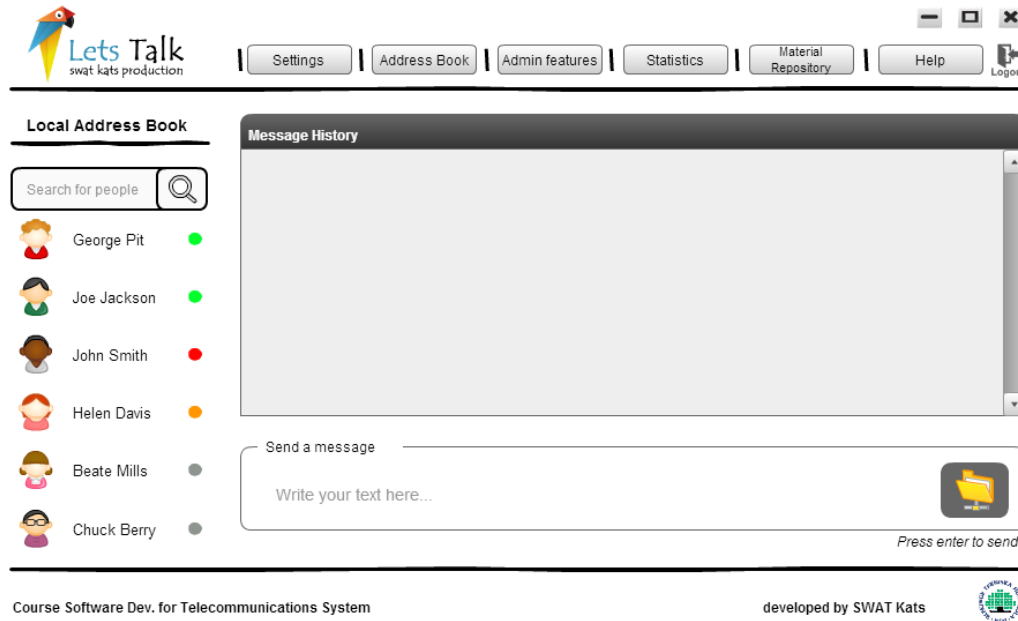 Lets Talk
swat kats production
Settings
Address Book
Admin features
Statistics
Material
Repository
Help
Logout
Local Address Book
Search for people
George Pit
Joe Jackson
John Smith
Helen Davis
Beate Mills
Chuck Berry
Message History
Send a message
Write your text here...
Press enter to send
Course Software Dev. for Telecommunications System
developed by SWAT Kats